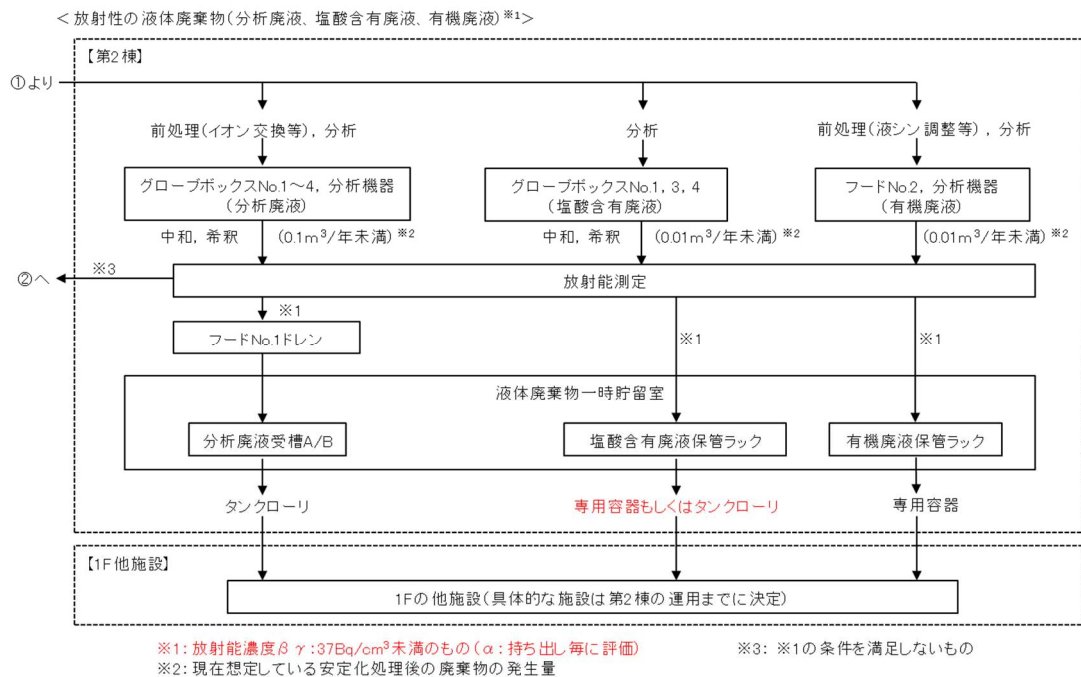 ＜放射性の液体廃棄物(分析廃液、塩酸含有廃液、有機廃液)※1＞
【第2棟】
①より
前処理(イオン交換等), 分析
分析
前処理(液シン調整等), 分析
グローブボックスNo.1～4, 分析機器
(分析廃液)
グローブボックスNo.1, 3, 4
(塩酸含有廃液)
フードNo.2, 分析機器
(有機廃液)
中和, 希釈
(0.1m³/年未満)※2
中和, 希釈
(0.01m³/年未満)※2
(0.01m³/年未満)※2
②へ
※3
放射能測定
※1
フードNo.1ドレン
※1
※1
液体廃棄物一時貯留室
分析廃液受槽A/B
塩酸含有廃液保管ラック
有機廃液保管ラック
タンクローリ
専用容器もしくはタンクローリ
専用容器
【1F他施設】
1Fの他施設(具体的な施設は第2棟の運用までに決定)
※1: 放射能濃度βγ:37Bq/cm³未満のもの(α:持ち出し毎に評価)
※3: ※1の条件を満足しないもの
※2: 現在想定している安定化処理後の廃棄物の発生量